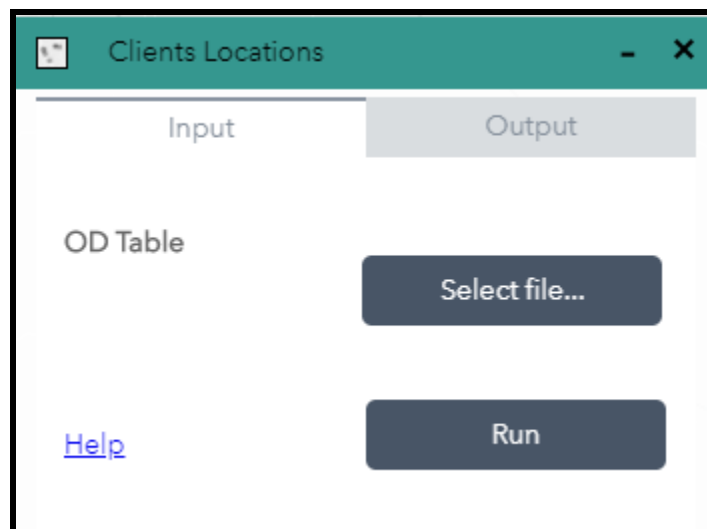 Clients Locations
Input
Output
OD Table
Select file...
Help
Run